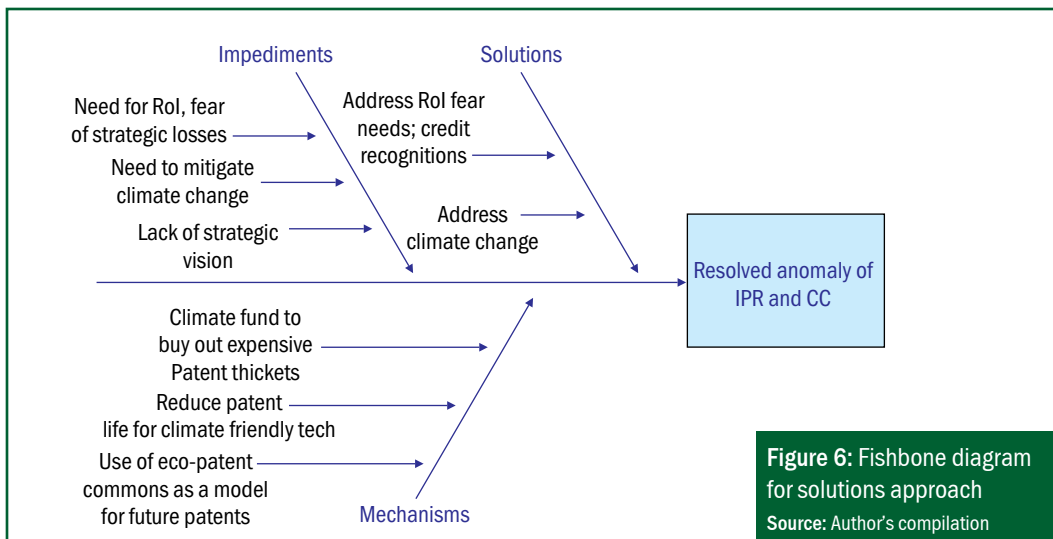 Impediments
Need for RoI, fear
of strategic losses
Need to mitigate
climate change
Lack of strategic
vision
Solutions
Address RoI fear
needs; credit
recognitions
Address
climate change
Resolved anomaly of
IPR and CC
Climate fund to
buy out expensive
Patent thickets
Reduce patent
life for climate friendly tech
Use of eco-patent
commons as a model
for future patents
Mechanisms
Figure 6: Fishbone diagram
for solutions approach
Source: Author's compilation